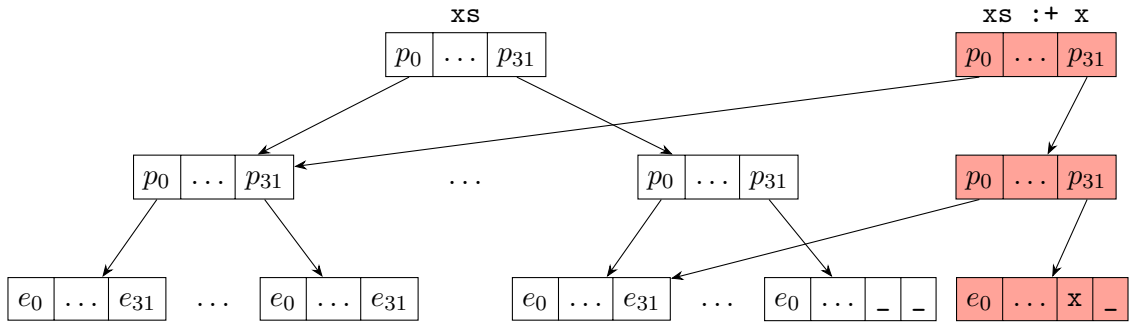 xs xs :+ x
p0 … p31 p0 … p31
p0 … p31 … p0 … p31 p0 … p31
e0 … e31 … e0 … e31 e0 … e31 … e0 … _ _ e0 … x _